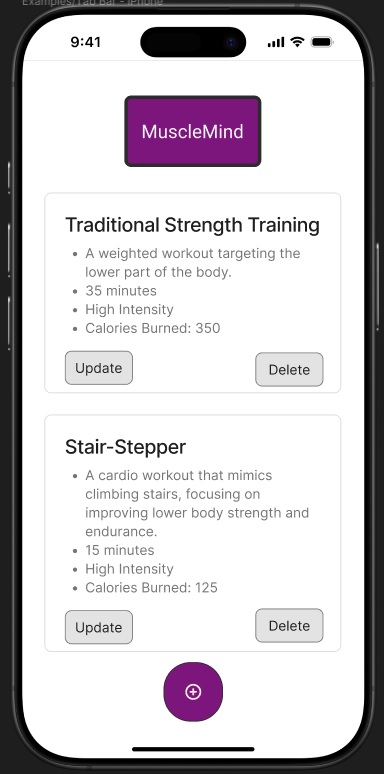 Examples/Tab Bar - iPhone
9:41
MuscleMind
Traditional Strength Training
• A weighted workout targeting the
lower part of the body.
• 35 minutes
• High Intensity
• Calories Burned: 350
Update
Delete
Stair-Stepper
• A cardio workout that mimics
climbing stairs, focusing on
improving lower body strength and
endurance.
• 15 minutes
• High Intensity
• Calories Burned: 125
Update
Delete